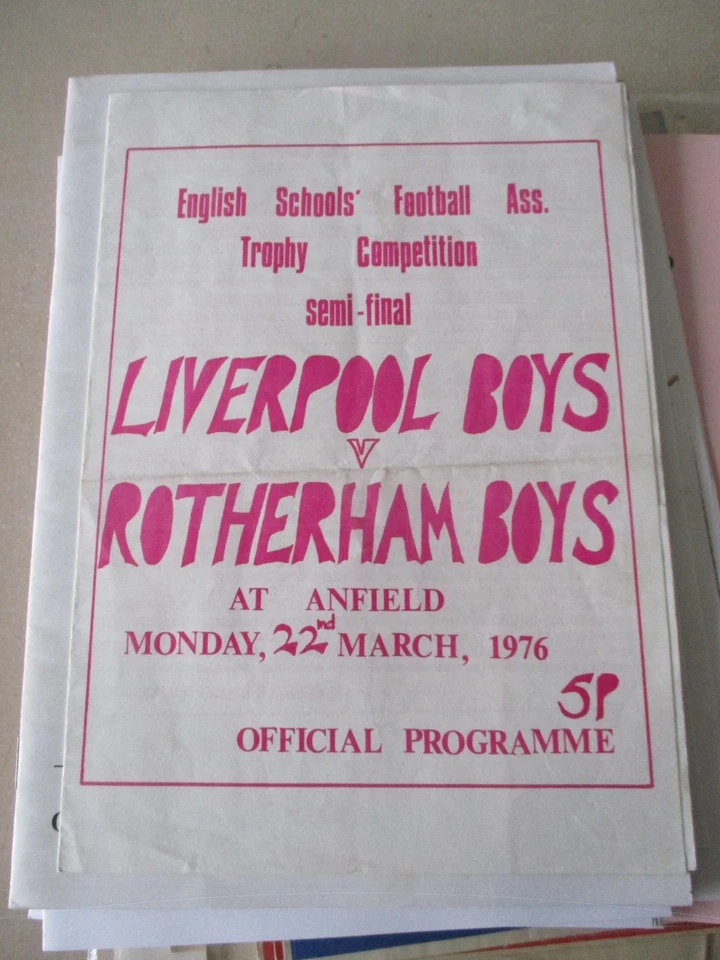 English Schools' Football Ass.
Trophy Competition
semi-final
LIVERPOOL BOYS
V
ROTHERHAM BOYS
AT ANFIELD
MONDAY, 22nd MARCH, 1976
5P
OFFICIAL PROGRAMME